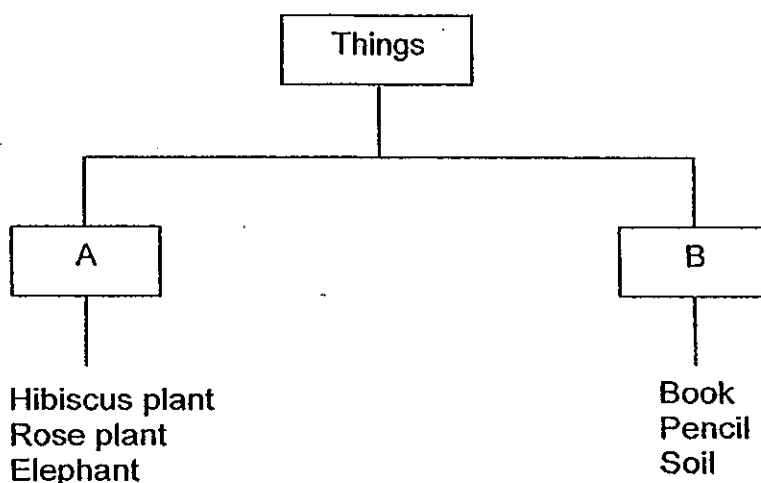 Things
A
B
Hibiscus plant
Rose plant
Elephant
Book
Pencil
Soil